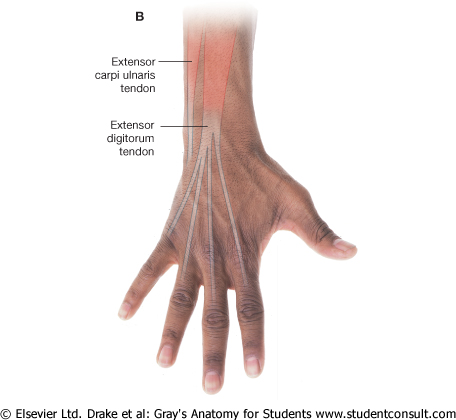 B
Extensor
carpi ulnaris
tendon
Extensor
digitorum
tendon
© Elsevier Ltd. Drake et al: Gray's Anatomy for Students www.studentconsult.com